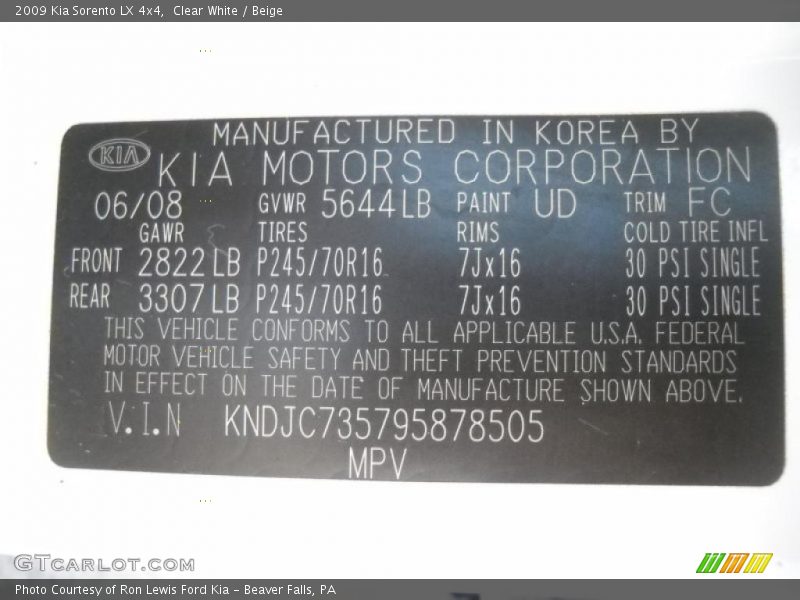 2009 Kia Sorento LX 4x4,  Clear White / Beige
MANUFACTURED IN KOREA BY
KIA KIA MOTORS CORPORATION
06/08 GVWR 5644LB PAINT UD TRIM FC
GAWR TIRES RIMS COLD TIRE INFL
FRONT 2822 LB P245/70R16 7Jx16 30 PSI SINGLE
REAR 3307 LB P245/70R16 7Jx16 30 PSI SINGLE
THIS VEHICLE CONFORMS TO ALL APPLICABLE U.S.A. FEDERAL
MOTOR VEHICLE SAFETY AND THEFT PREVENTION STANDARDS
IN EFFECT ON THE DATE OF MANUFACTURE SHOWN ABOVE.
V.I.N KNDJC735795878505
MPV
GTCARLOT.COM
Photo Courtesy of Ron Lewis Ford Kia - Beaver Falls, PA